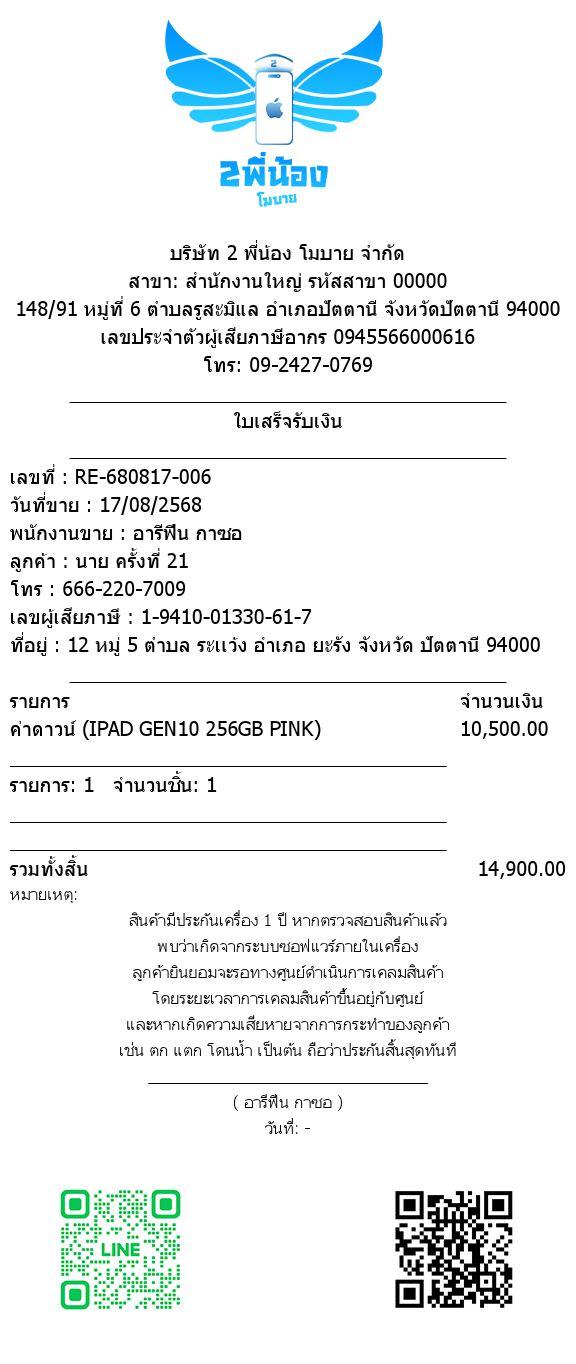 2
2พี่น้อง
โมบาย
บริษัท 2 พี่น้อง โมบาย จำกัด
สาขา: สำนักงานใหญ่ รหัสสาขา 00000
148/91 หมู่ที่ 6 ตำบลรูสะมิแล อำเภอปัตตานี จังหวัดปัตตานี 94000
เลขประจำตัวผู้เสียภาษีอากร 0945566000616
โทร: 09-2427-0769
ใบเสร็จรับเงิน
เลขที่ : RE-680817-006
วันที่ขาย : 17/08/2568
พนักงานขาย : อารีฟีน กาซอ
ลูกค้า : นาย ครั้งที่ 21
โทร : 666-220-7009
เลขผู้เสียภาษี : 1-9410-01330-61-7
ที่อยู่ : 12 หมู่ 5 ตำบล ระแว้ง อำเภอ ยะรัง จังหวัด ปัตตานี 94000
รายการ จำนวนเงิน
ค่าดาวน์ (IPAD GEN10 256GB PINK) 10,500.00
รายการ: 1 จำนวนชิ้น: 1
รวมทั้งสิ้น 14,900.00
หมายเหตุ:
สินค้ามีประกันเครื่อง 1 ปี หากตรวจสอบสินค้าแล้ว
พบว่าเกิดจากระบบซอฟแวร์ภายในเครื่อง
ลูกค้ายินยอมจะรอทางศูนย์ดำเนินการเคลมสินค้า
โดยระยะเวลาการเคลมสินค้าขึ้นอยู่กับศูนย์
และหากเกิดความเสียหายจากการกระทำของลูกค้า
เช่น ตก แตก โดนน้ำ เป็นต้น ถือว่าประกันสิ้นสุดทันที
( อารีฟีน กาซอ )
วันที่: -
LINE